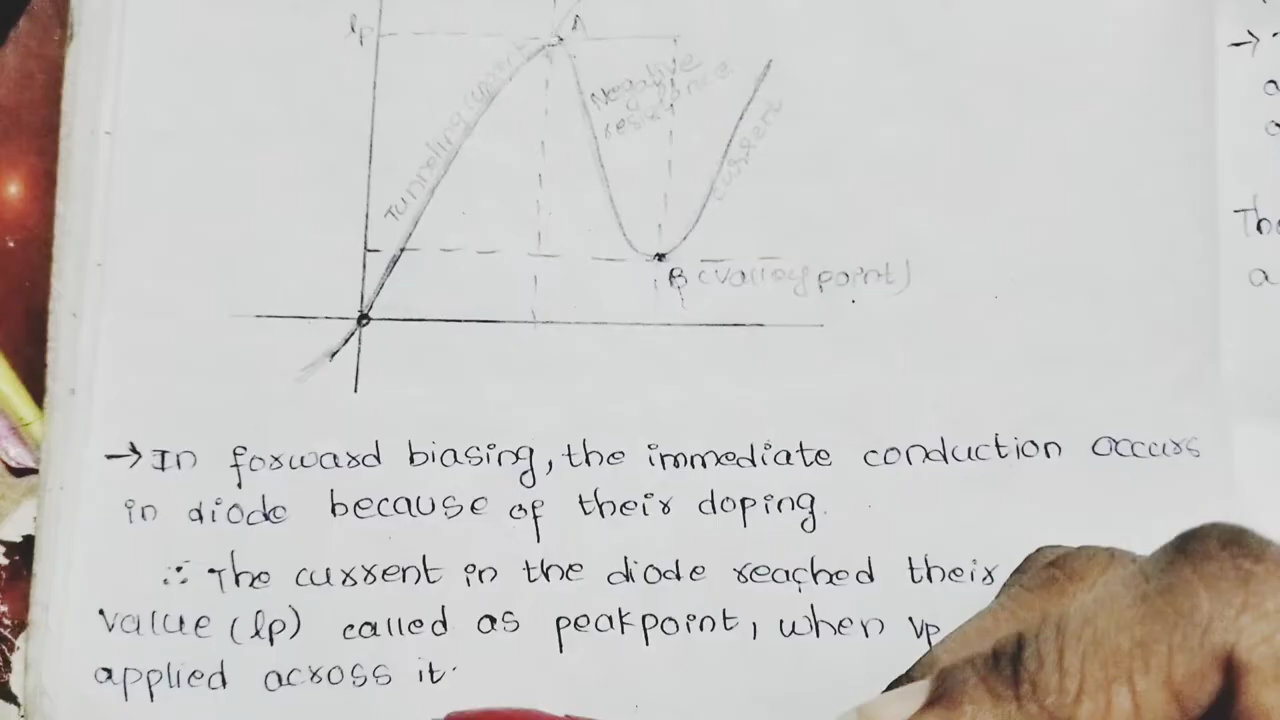 Ip
A
Tunneling current
Negative
resistance
current
B (valley point)
→ In forward biasing, the immediate conduction occurs
in diode because of their doping.
∴ The current in the diode reached their
value (Ip) called as peakpoint, when Vp
applied across it.
→
The
a